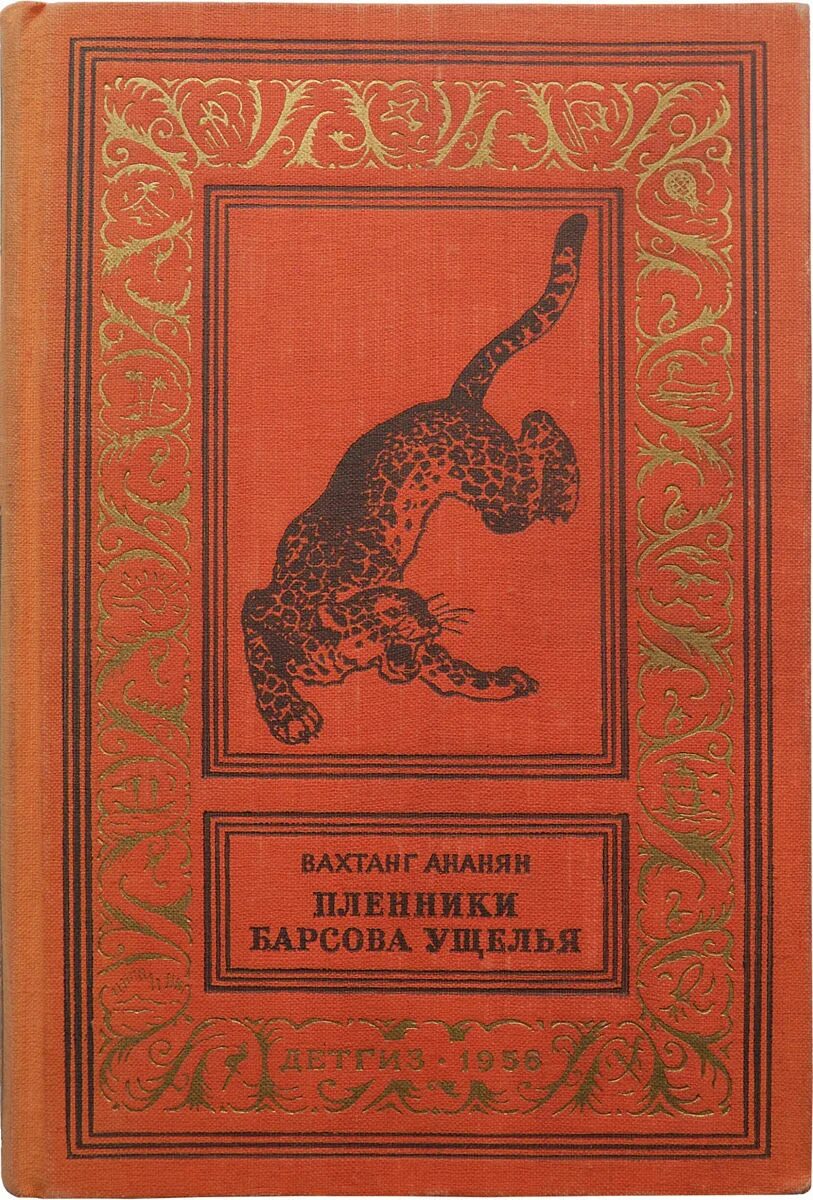 ВАХТАНГ АНАНЯН
ПЛЕННИКИ
БАРСОВА УЩЕЛЬЯ
ДЕТГИЗ · 1956